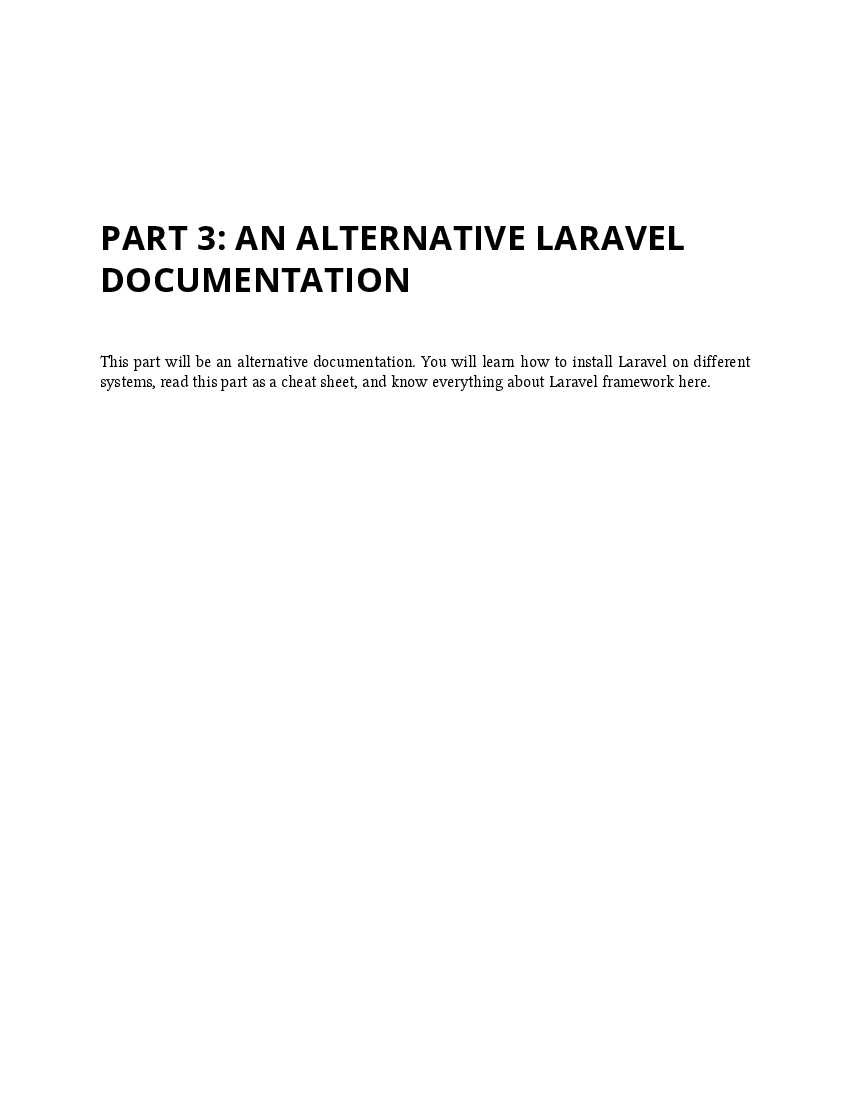 PART 3: AN ALTERNATIVE LARAVEL
DOCUMENTATION
This part will be an alternative documentation. You will learn how to install Laravel on different
systems, read this part as a cheat sheet, and know everything about Laravel framework here.